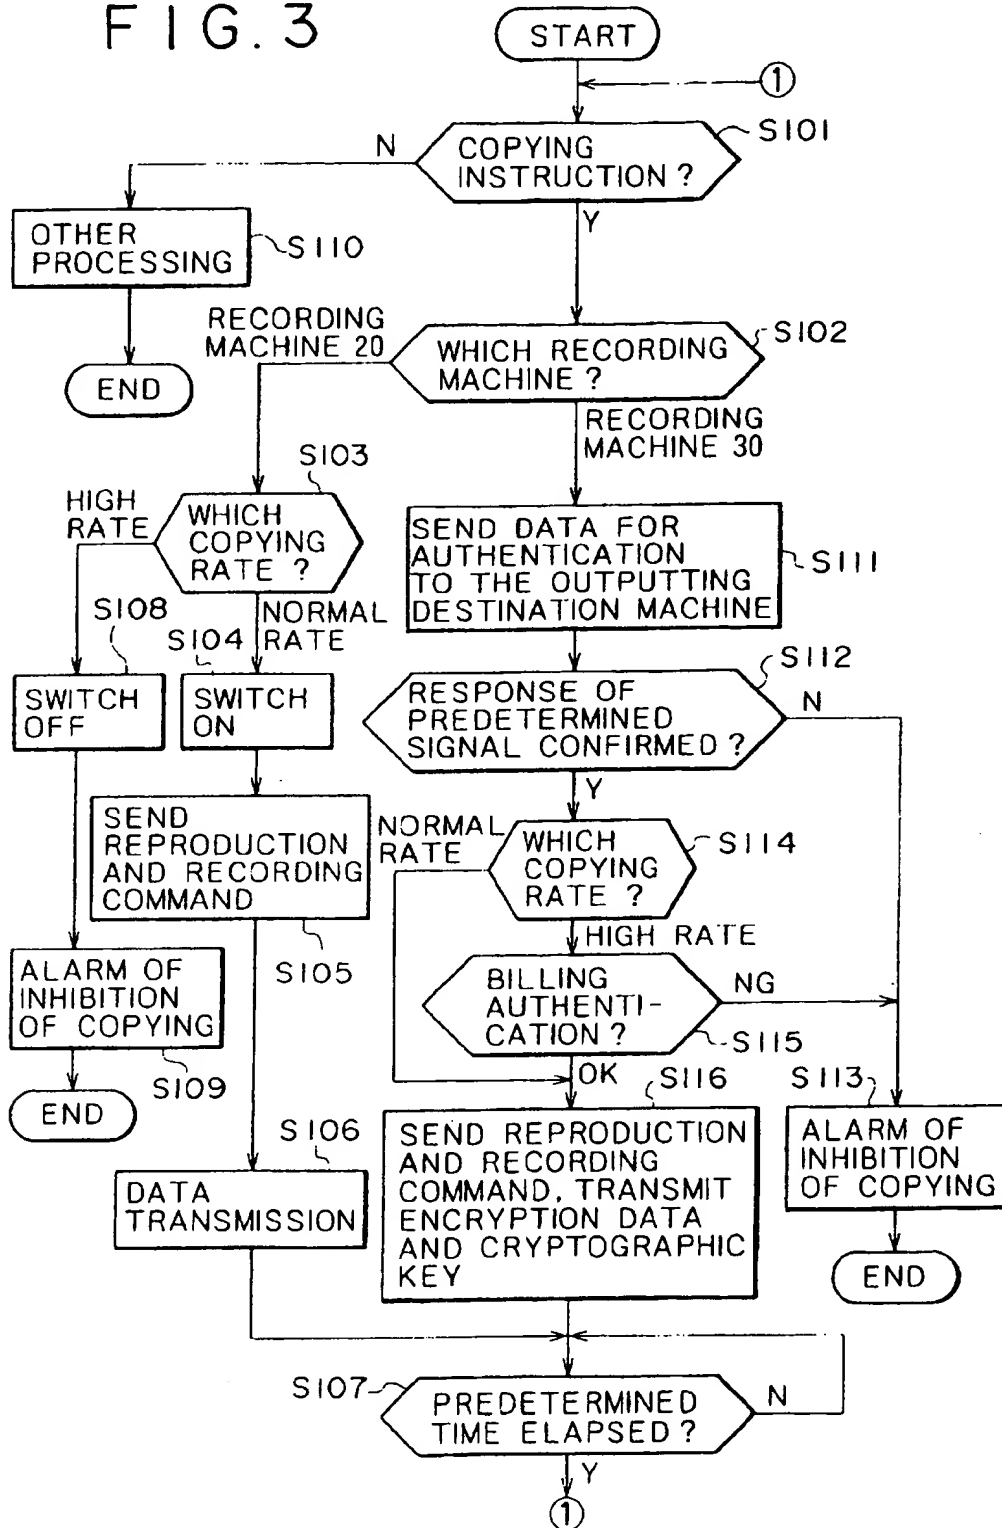 FIG. 3
START
1
S101
N
COPYING
INSTRUCTION ?
Y
OTHER
PROCESSING
S110
RECORDING
MACHINE 20
S102
WHICH RECORDING
MACHINE ?
END
RECORDING
MACHINE 30
S103
HIGH
RATE
WHICH
COPYING
RATE ?
SEND DATA FOR
AUTHENTICATION
TO THE OUTPUTTING
DESTINATION MACHINE
S111
S108
NORMAL
RATE
S104
S112
SWITCH
OFF
SWITCH
ON
RESPONSE OF
PREDETERMINED
SIGNAL CONFIRMED ?
N
Y
SEND
REPRODUCTION
AND RECORDING
COMMAND
NORMAL
RATE
WHICH
COPYING
RATE ?
S114
HIGH RATE
S105
ALARM OF
INHIBITION
OF COPYING
BILLING
AUTHENTI-
CATION ?
NG
S115
S109
OK
END
S116
S113
S106
SEND REPRODUCTION
AND RECORDING
COMMAND, TRANSMIT
ENCRYPTION DATA
AND CRYPTOGRAPHIC
KEY
ALARM OF
INHIBITION
OF COPYING
DATA
TRANSMISSION
END
S107
PREDETERMINED
TIME ELAPSED ?
N
Y
1